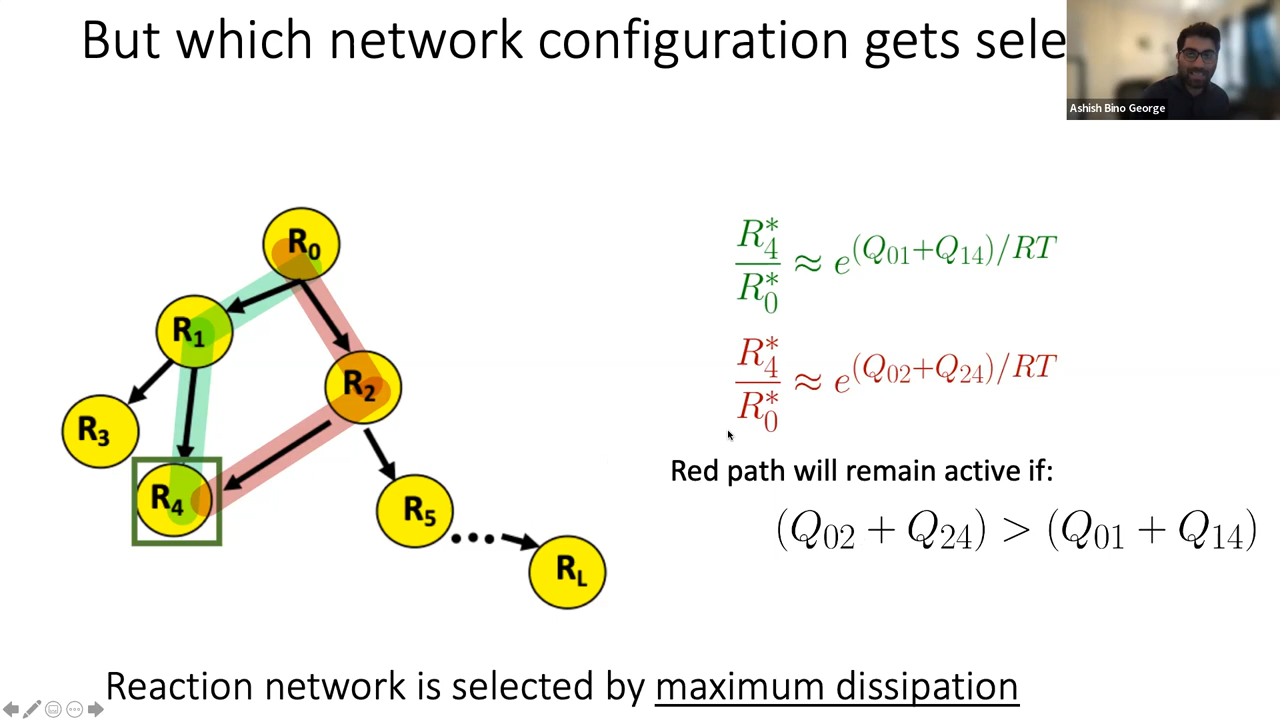 But which network configuration gets sele
Ashish Bino George
R₀
R₁
R₂
R₃
R₄
R₅
R_L
R₄*/R₀* ≈ e^(Q₀₁+Q₁₄)/RT
R₄*/R₀* ≈ e^(Q₀₂+Q₂₄)/RT
Red path will remain active if:
(Q₀₂ + Q₂₄) > (Q₀₁ + Q₁₄)
Reaction network is selected by maximum dissipation